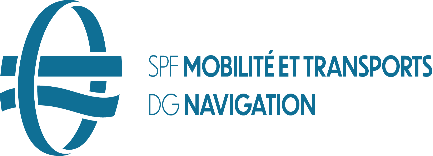 SPF MOBILITÉ ET TRANSPORTS
DG NAVIGATION